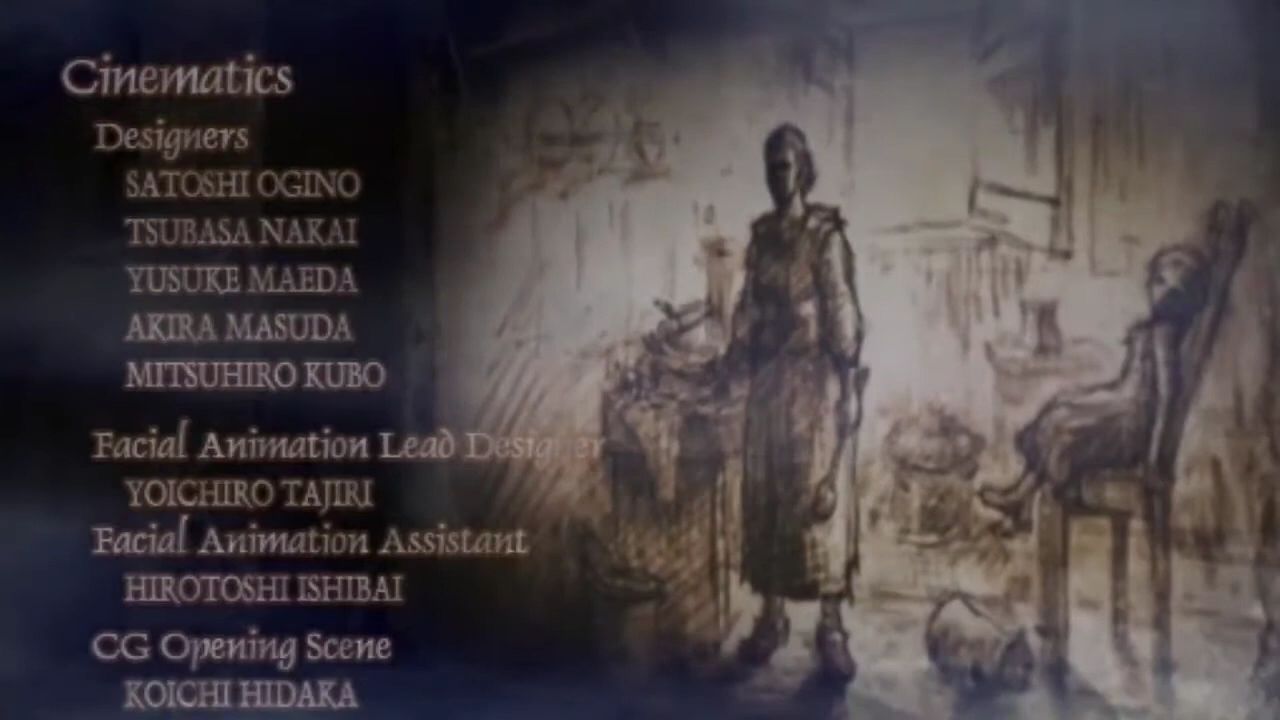 Cinematics
Designers
SATOSHI OGINO
TSUBASA NAKAI
YUSUKE MAEDA
AKIRA MASUDA
MITSUHIRO KUBO
Facial Animation Lead Designer
YOICHIRO TAJIRI
Facial Animation Assistant
HIROTOSHI ISHIBAI
CG Opening Scene
KOICHI HIDAKA